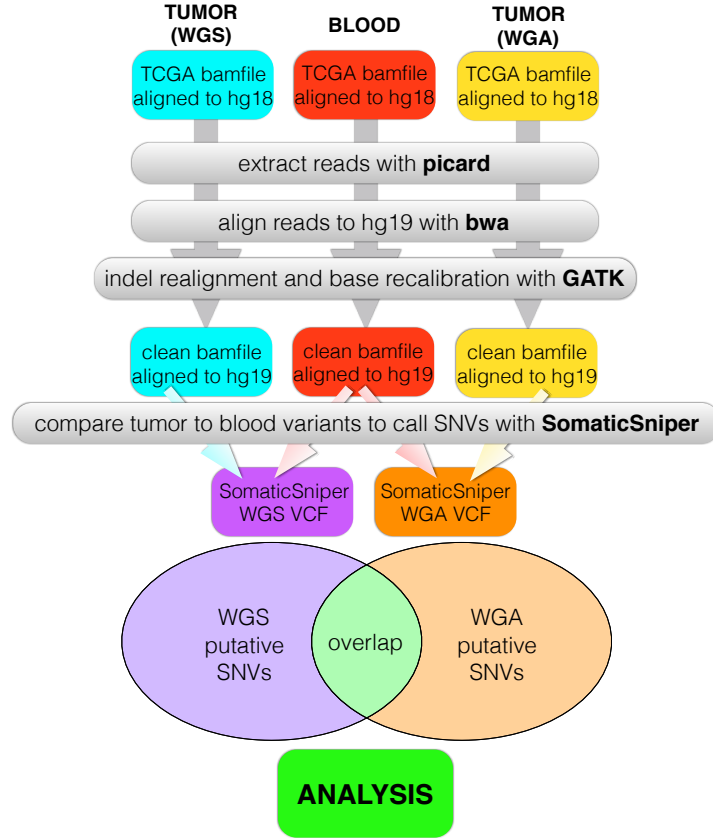 TUMOR
(WGS)
BLOOD
TUMOR
(WGA)
TCGA bamfile
aligned to hg18
TCGA bamfile
aligned to hg18
TCGA bamfile
aligned to hg18
extract reads with picard
align reads to hg19 with bwa
indel realignment and base recalibration with GATK
clean bamfile
aligned to hg19
clean bamfile
aligned to hg19
clean bamfile
aligned to hg19
compare tumor to blood variants to call SNVs with SomaticSniper
SomaticSniper
WGS VCF
SomaticSniper
WGA VCF
WGS
putative
SNVs
overlap
WGA
putative
SNVs
ANALYSIS